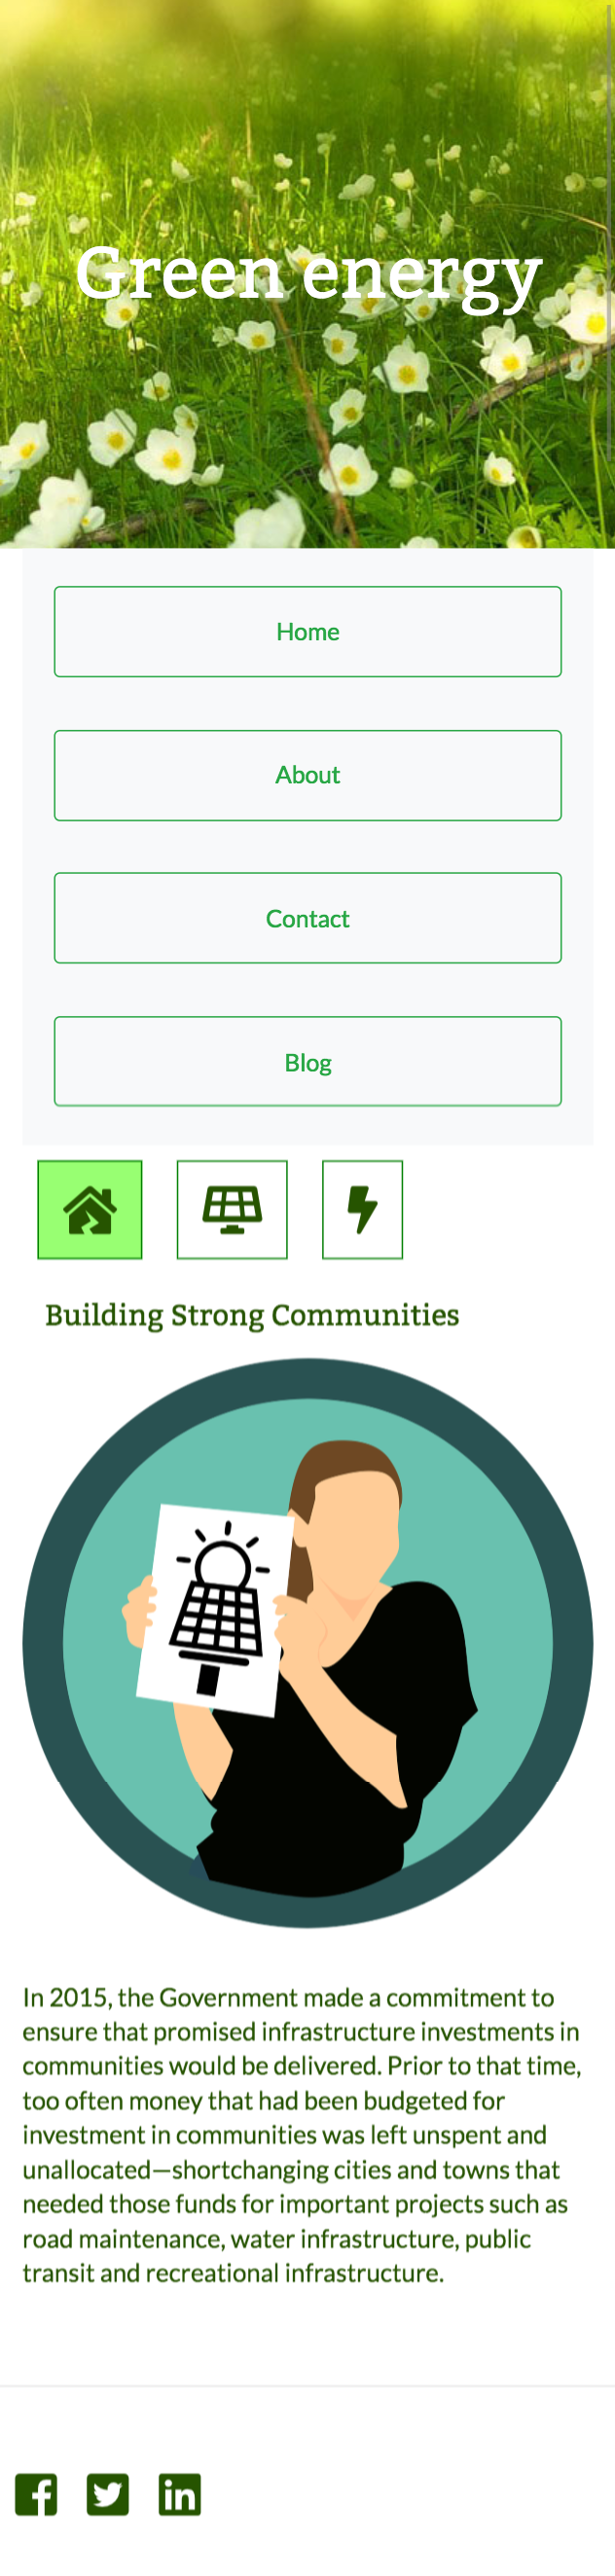 Green energy
Home
About
Contact
Blog
Building Strong Communities
In 2015, the Government made a commitment to
ensure that promised infrastructure investments in
communities would be delivered. Prior to that time,
too often money that had been budgeted for
investment in communities was left unspent and
unallocated—shortchanging cities and towns that
needed those funds for important projects such as
road maintenance, water infrastructure, public
transit and recreational infrastructure.